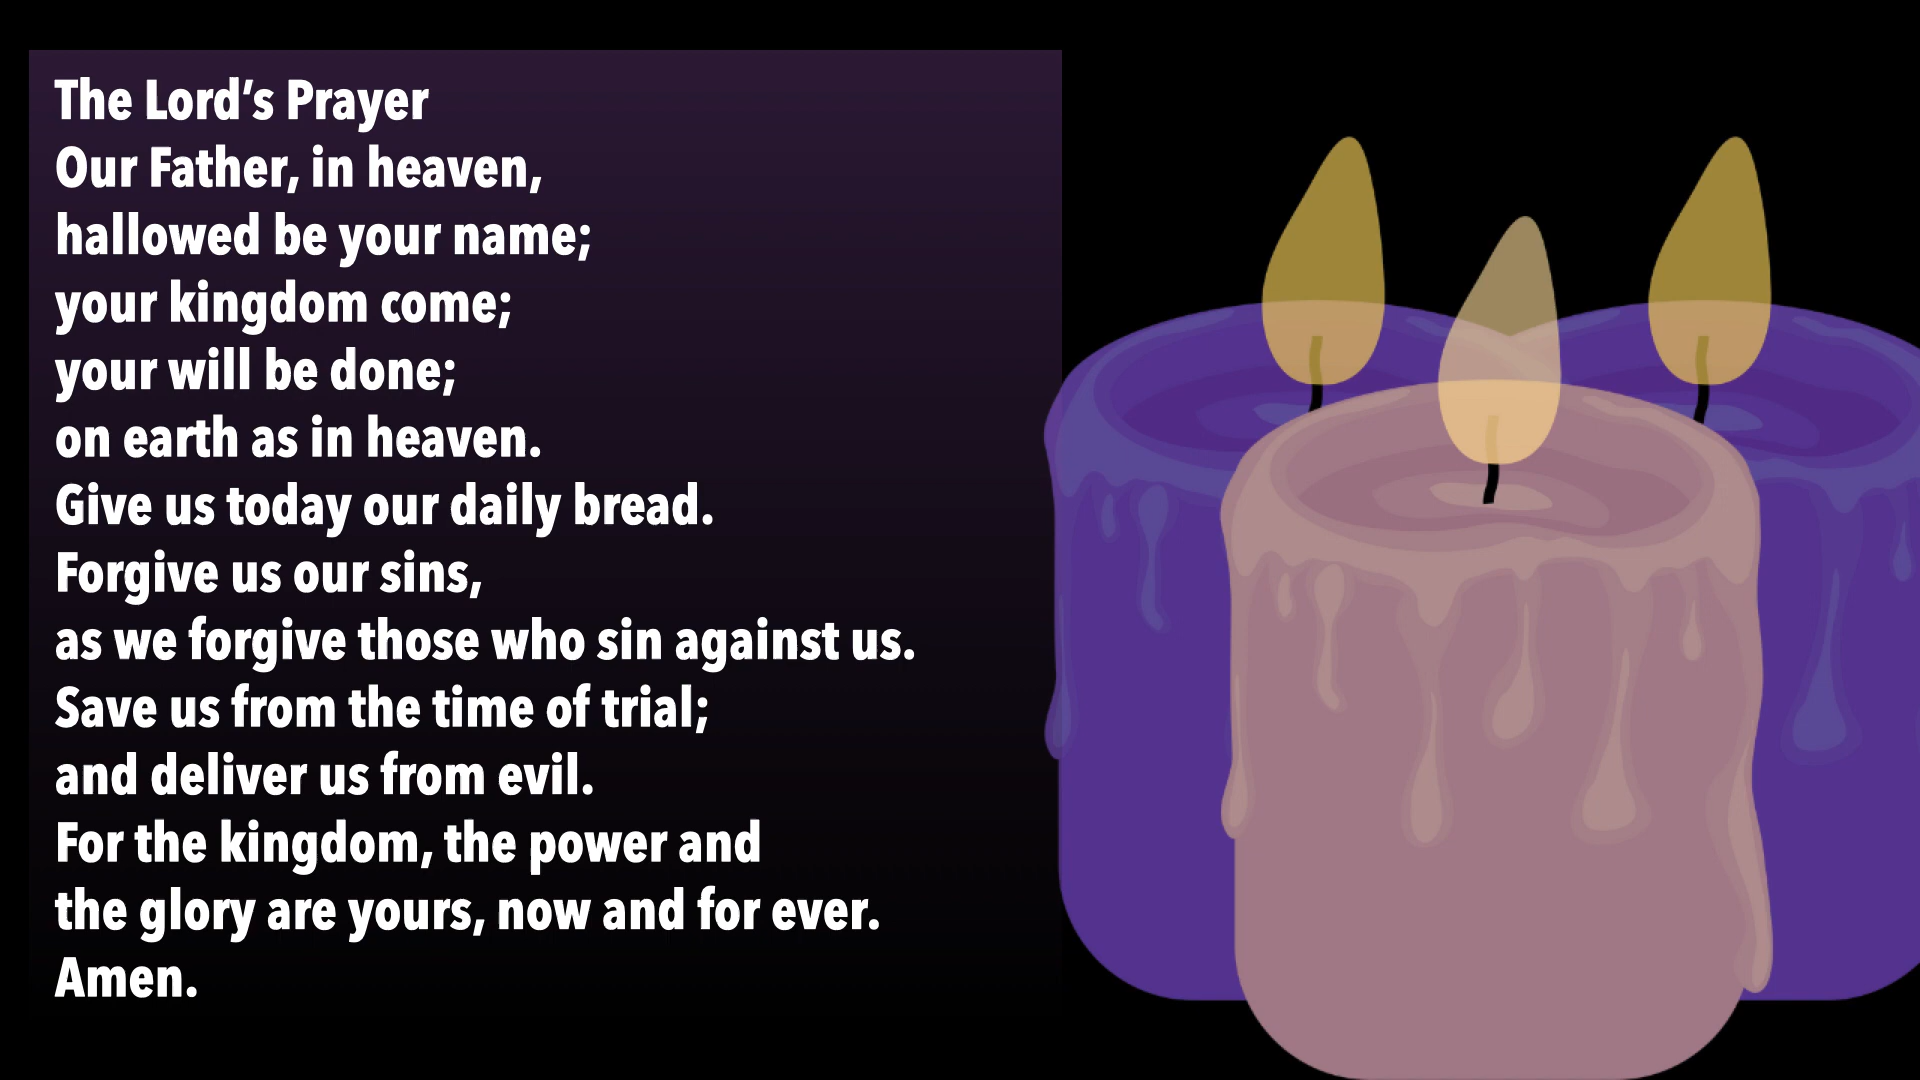 The Lord’s Prayer
Our Father, in heaven,
hallowed be your name;
your kingdom come;
your will be done;
on earth as in heaven.
Give us today our daily bread.
Forgive us our sins,
as we forgive those who sin against us.
Save us from the time of trial;
and deliver us from evil.
For the kingdom, the power and
the glory are yours, now and for ever.
Amen.